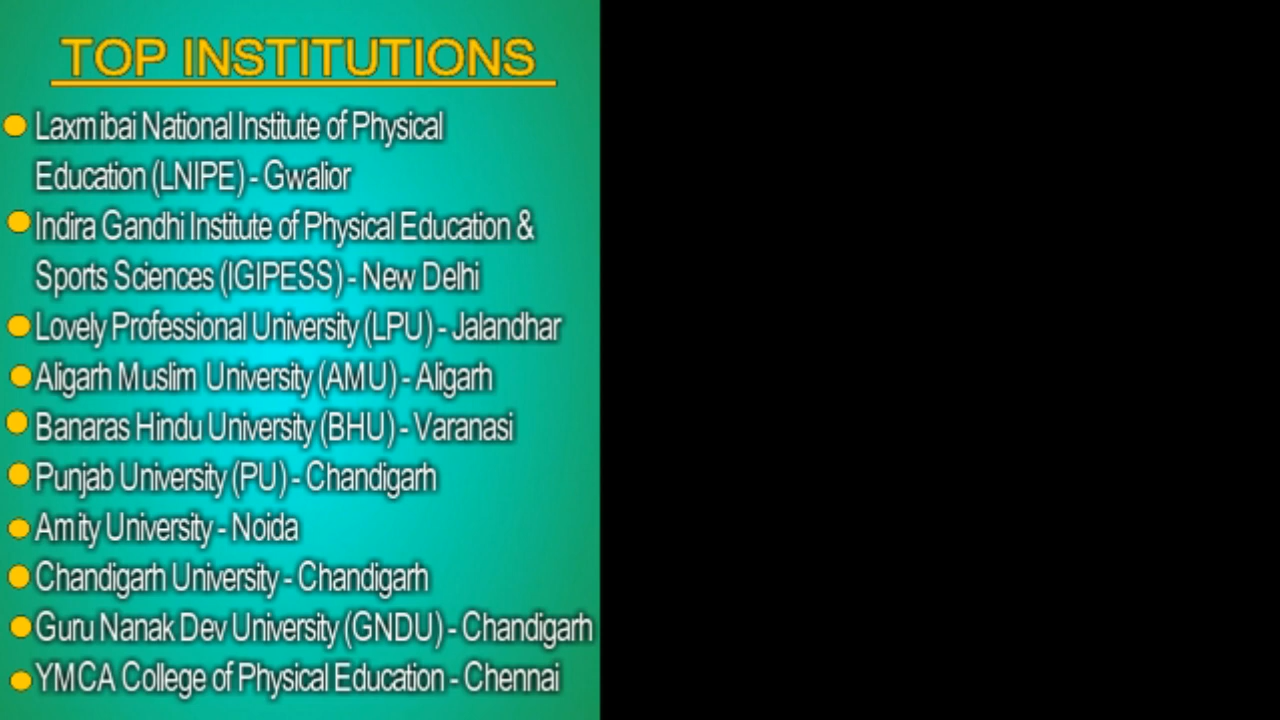 TOP INSTITUTIONS
Laxmibai National Institute of Physical
Education (LNIPE) - Gwalior
Indira Gandhi Institute of Physical Education &
Sports Sciences (IGIPESS) - New Delhi
Lovely Professional University (LPU) - Jalandhar
Aligarh Muslim University (AMU) - Aligarh
Banaras Hindu University (BHU) - Varanasi
Punjab University (PU) - Chandigarh
Amity University - Noida
Chandigarh University - Chandigarh
Guru Nanak Dev University (GNDU) - Chandigarh
YMCA College of Physical Education - Chennai